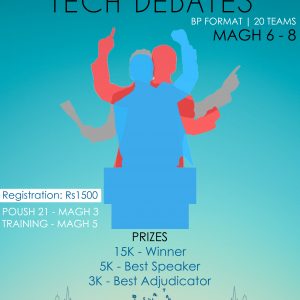 TECH DEBATES
BP FORMAT | 20 TEAMS
MAGH 6 - 8
Registration: Rs1500
POUSH 21 - MAGH 3
TRAINING - MAGH 5
PRIZES
15K - Winner
5K - Best Speaker
3K - Best Adjudicator